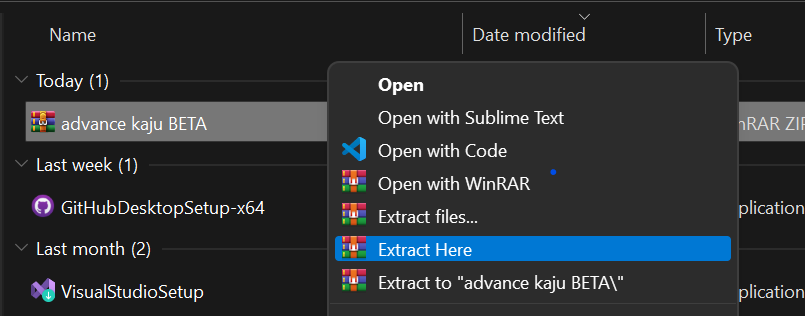 Name Date modified Type
Today (1)
advance kaju BETA
Last week (1)
GitHubDesktopSetup-x64
Last month (2)
VisualStudioSetup
Open
Open with Sublime Text
Open with Code
Open with WinRAR
Extract files...
Extract Here
Extract to "advance kaju BETA\"
nRAR ZIP
plication
plication